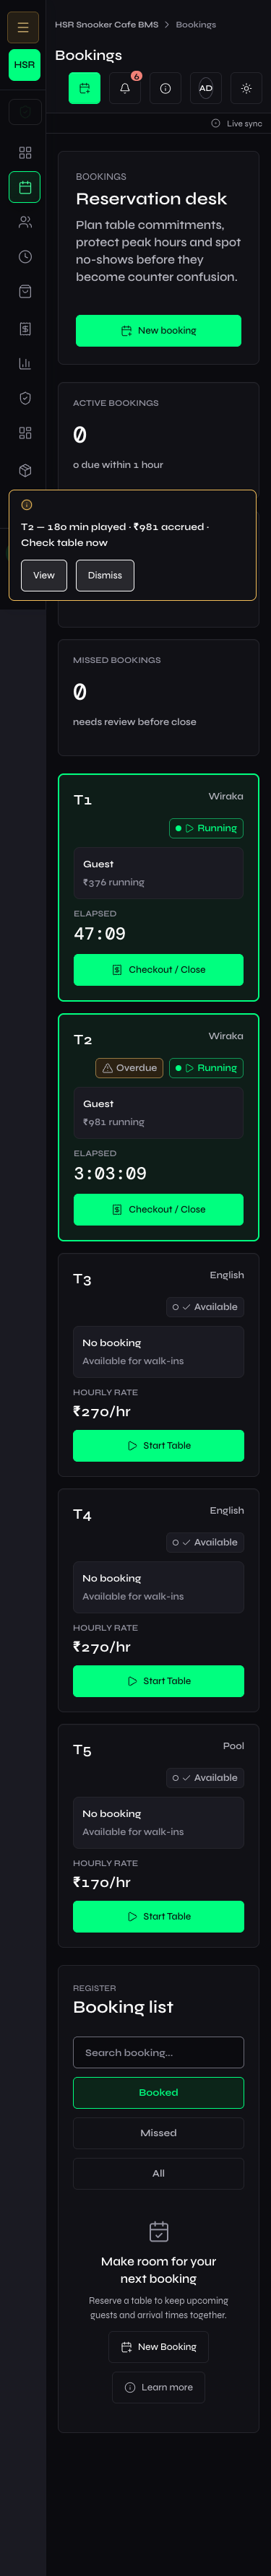 HSR Snooker Cafe BMS > Bookings
HSR
Bookings
6
AD
Live sync
BOOKINGS
Reservation desk
Plan table commitments,
protect peak hours and spot
no-shows before they
become counter confusion.
New booking
ACTIVE BOOKINGS
0
0 due within 1 hour
T2 — 180 min played · ₹981 accrued ·
Check table now
View
Dismiss
MISSED BOOKINGS
0
needs review before close
T1
Wiraka
Running
Guest
₹376 running
ELAPSED
47:09
Checkout / Close
T2
Wiraka
Overdue
Running
Guest
₹981 running
ELAPSED
3:03:09
Checkout / Close
T3
English
Available
No booking
Available for walk-ins
HOURLY RATE
₹270/hr
Start Table
T4
English
Available
No booking
Available for walk-ins
HOURLY RATE
₹270/hr
Start Table
T5
Pool
Available
No booking
Available for walk-ins
HOURLY RATE
₹170/hr
Start Table
REGISTER
Booking list
Search booking...
Booked
Missed
All
Make room for your
next booking
Reserve a table to keep upcoming
guests and arrival times together.
New Booking
Learn more